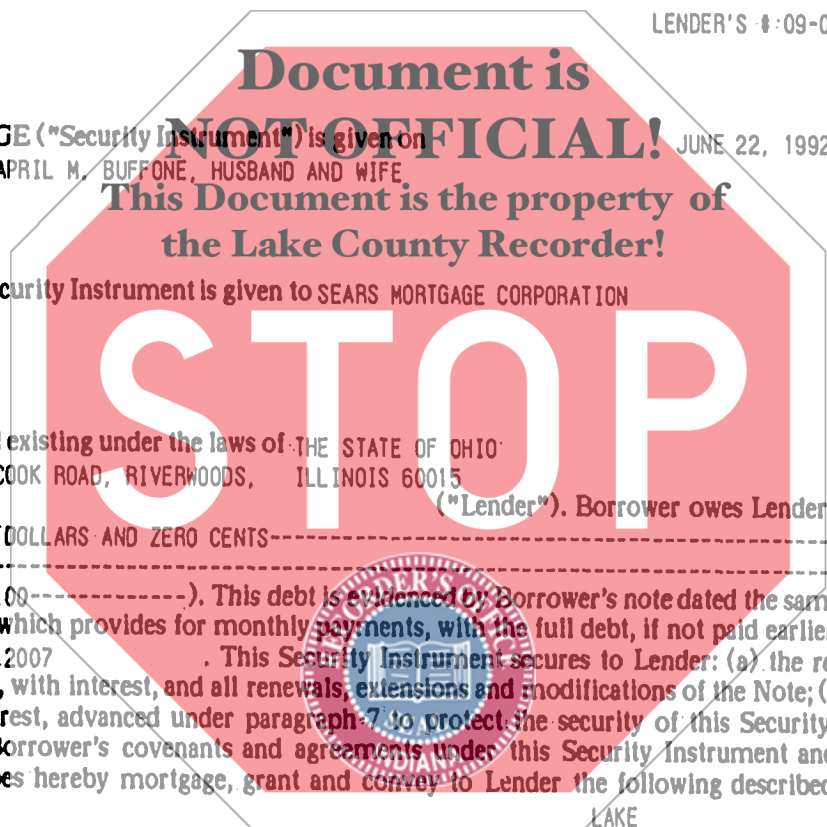 LENDER'S #:09-0
Document is
NOT OFFICIAL!
GE ("Security Instrument") is given on JUNE 22, 1992
APRIL M. BUFFONE, HUSBAND AND WIFE
This Document is the property of
the Lake County Recorder!
curity Instrument is given to SEARS MORTGAGE CORPORATION
STOP
existing under the laws of THE STATE OF OHIO
COOK ROAD, RIVERWOODS, ILLINOIS 60015
("Lender"). Borrower owes Lender
DOLLARS AND ZERO CENTS--------------------
00---------------). This debt is evidenced by Borrower's note dated the sam
which provides for monthly payments, with the full debt, if not paid earlie
2007 . This Security Instrument secures to Lender: (a) the re
, with interest, and all renewals, extensions and modifications of the Note; (
rest, advanced under paragraph 7 to protect the security of this Security
Borrower's covenants and agreements under this Security Instrument and
es hereby mortgage, grant and convey to Lender the following described
LAKE